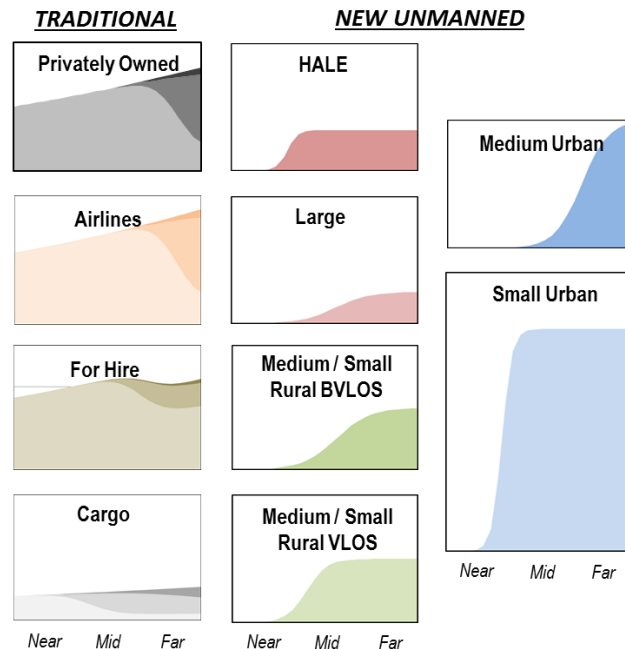 TRADITIONAL
NEW UNMANNED
Privately Owned
Airlines
For Hire
Cargo
Near Mid Far
HALE
Large
Medium / Small
Rural BVLOS
Medium / Small
Rural VLOS
Near Mid Far
Medium Urban
Small Urban
Near Mid Far